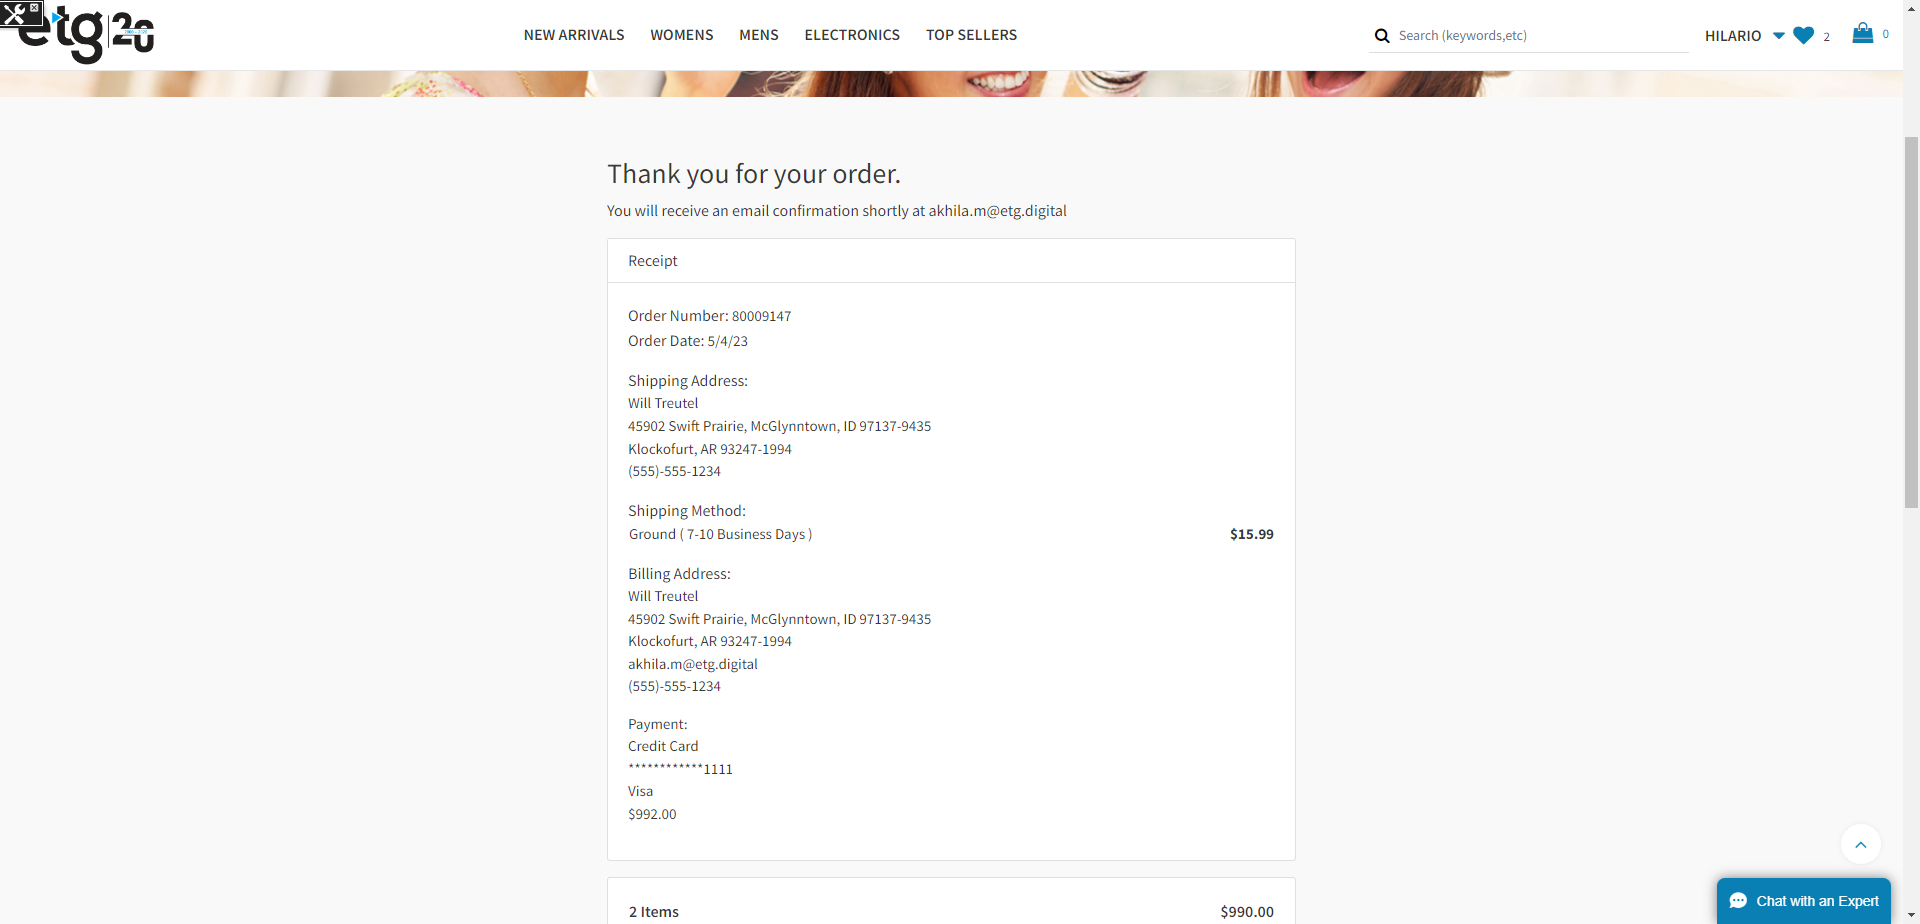 etg 20
NEW ARRIVALS WOMENS MENS ELECTRONICS TOP SELLERS
Search (keywords,etc)
HILARIO 2 0
Thank you for your order.
You will receive an email confirmation shortly at akhila.m@etg.digital
Receipt
Order Number: 80009147
Order Date: 5/4/23
Shipping Address:
Will Treutel
45902 Swift Prairie, McGlynntown, ID 97137-9435
Klockofurt, AR 93247-1994
(555)-555-1234
Shipping Method:
Ground ( 7-10 Business Days ) $15.99
Billing Address:
Will Treutel
45902 Swift Prairie, McGlynntown, ID 97137-9435
Klockofurt, AR 93247-1994
akhila.m@etg.digital
(555)-555-1234
Payment:
Credit Card
************1111
Visa
$992.00
2 Items $990.00
Chat with an Expert